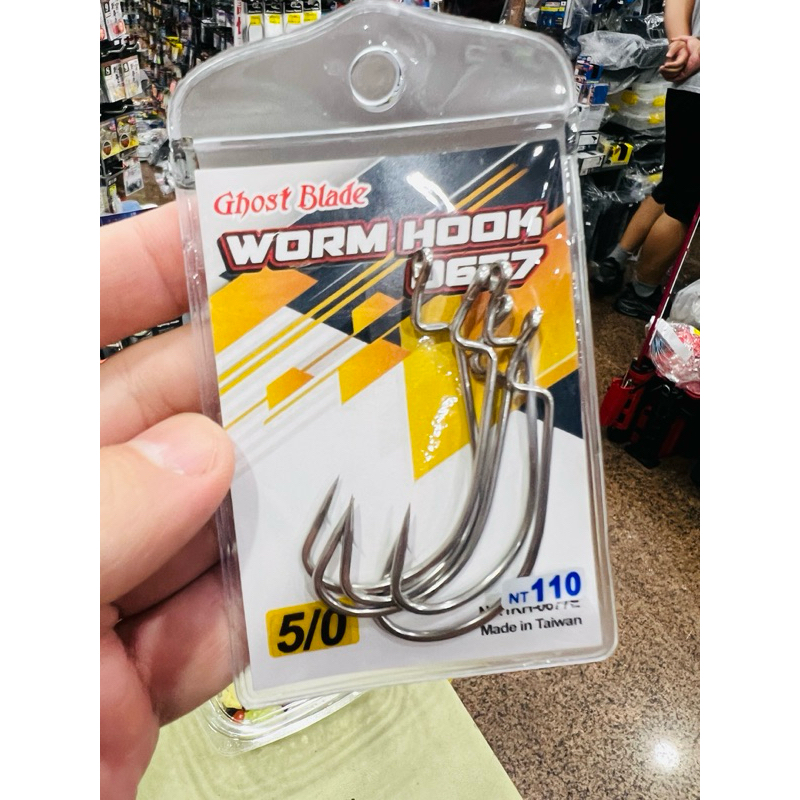 Ghost Blade
WORM HOOK
5/0
NT 110
Made in Taiwan